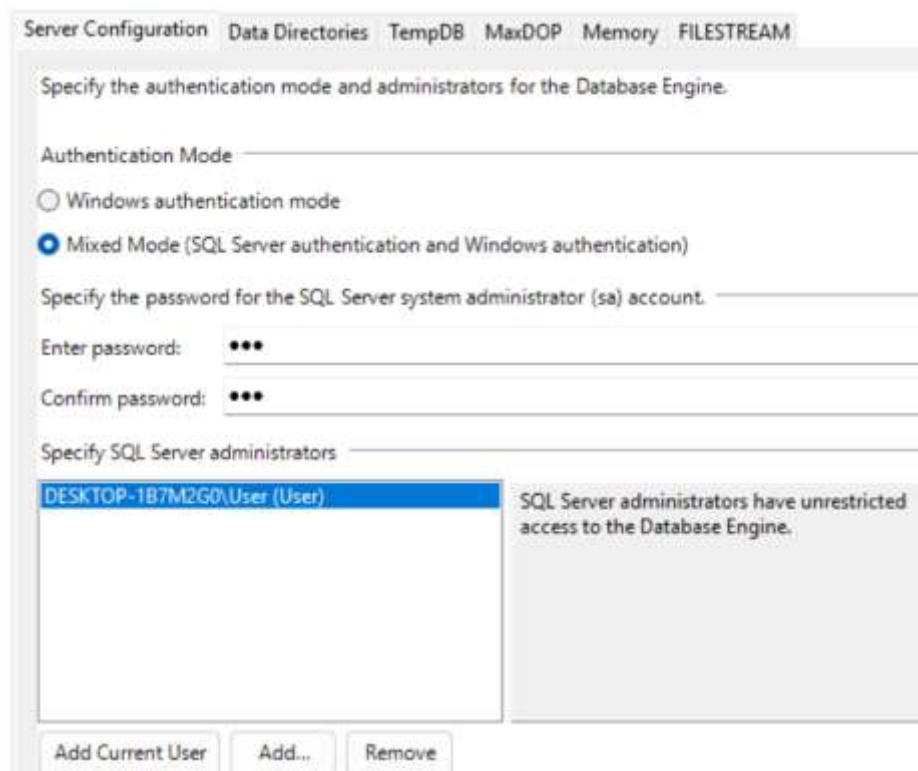 Server Configuration Data Directories TempDB MaxDOP Memory FILESTREAM
Specify the authentication mode and administrators for the Database Engine.
Authentication Mode
Windows authentication mode
Mixed Mode (SQL Server authentication and Windows authentication)
Specify the password for the SQL Server system administrator (sa) account.
Enter password: •••
Confirm password: •••
Specify SQL Server administrators
DESKTOP-1B7M2G0\User (User)
SQL Server administrators have unrestricted
access to the Database Engine.
Add Current User Add... Remove